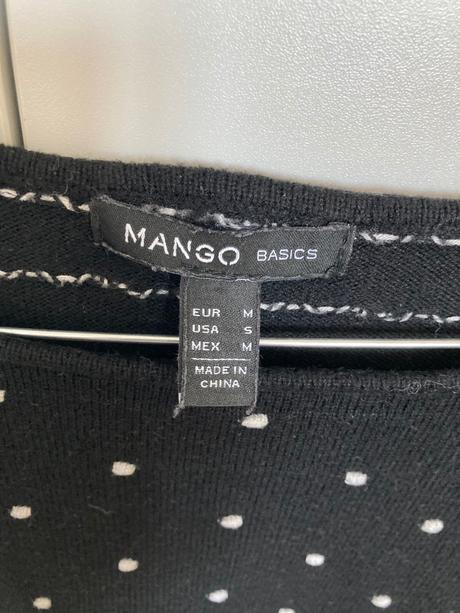 MANGO BASICS
EUR M
USA S
MEX M
MADE IN
CHINA